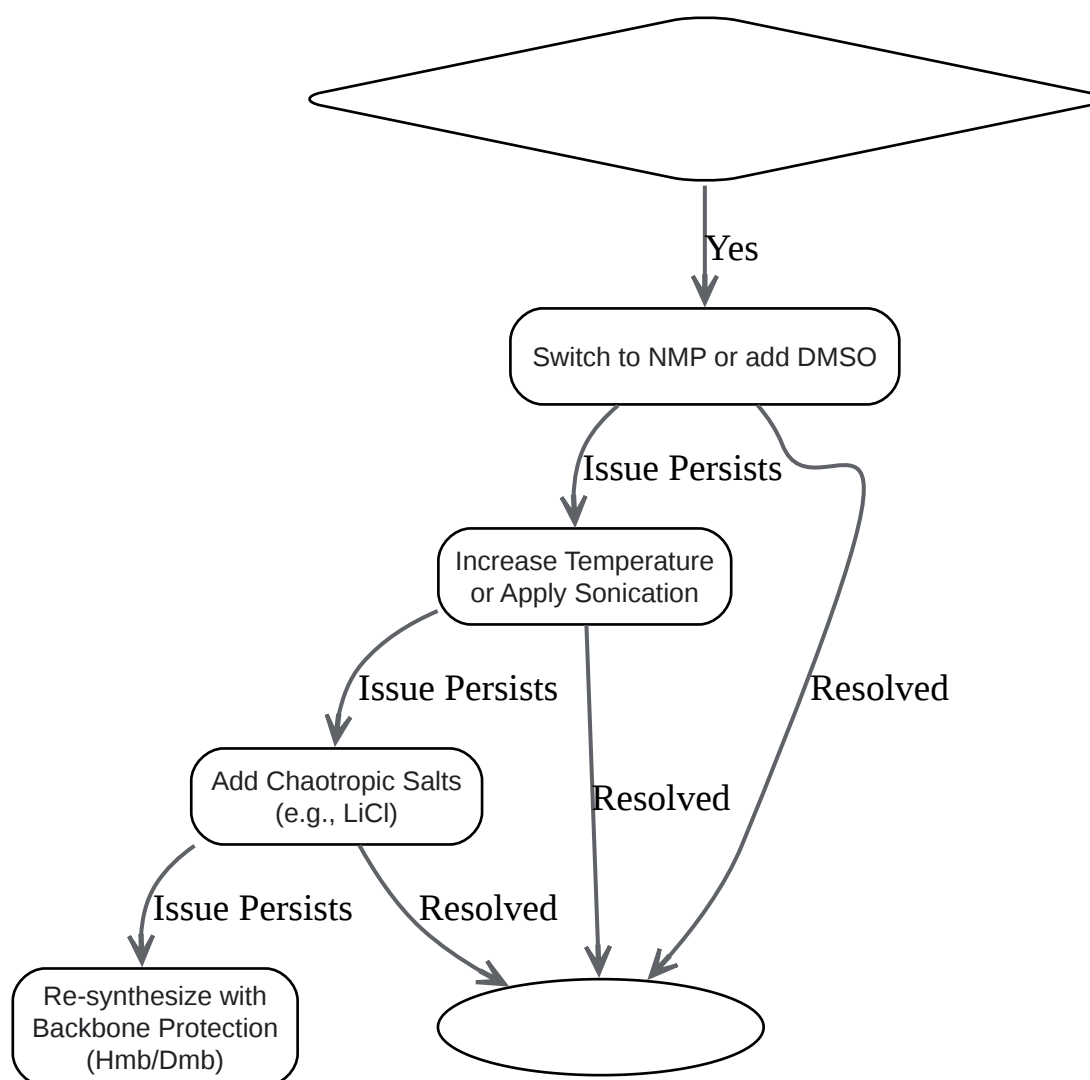 Yes
Switch to NMP or add DMSO
Issue Persists
Increase Temperature
or Apply Sonication
Issue Persists
Resolved
Add Chaotropic Salts
(e.g., LiCl)
Resolved
Issue Persists
Resolved
Re-synthesize with
Backbone Protection
(Hmb/Dmb)